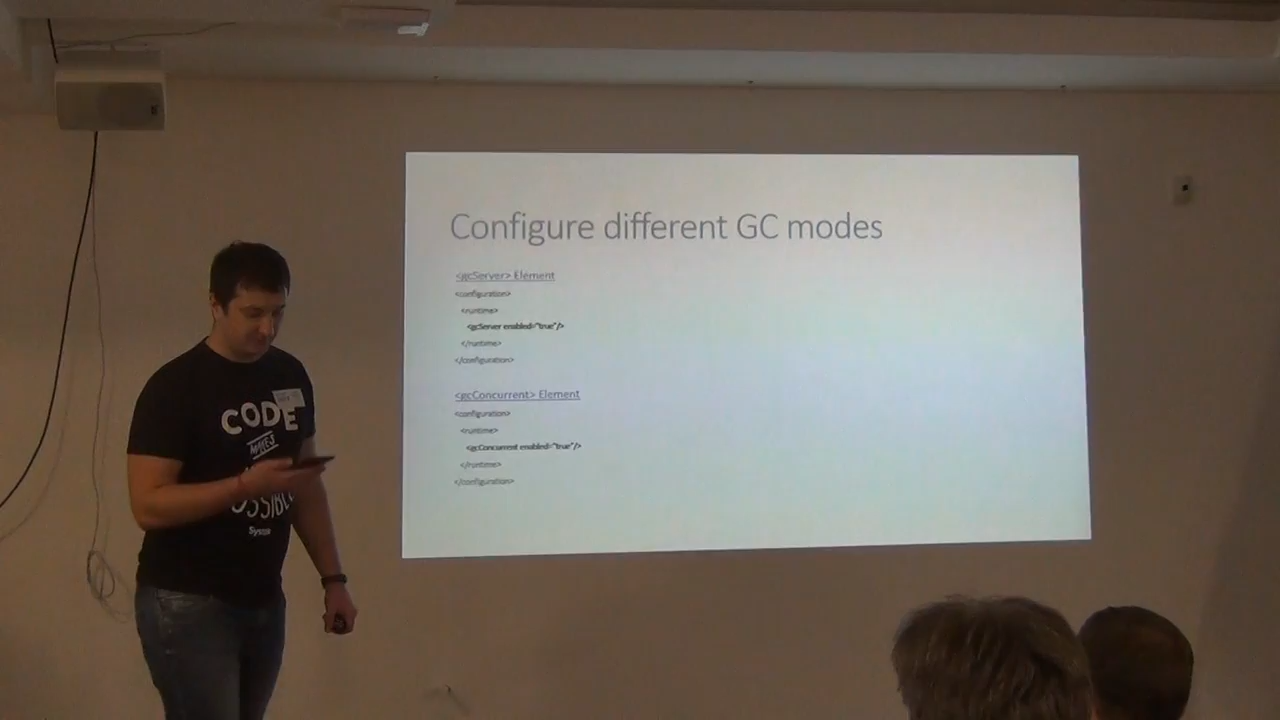 Configure different GC modes
<gcServer> Element
<configuration>
<runtime>
<gcServer enabled="true"/>
</runtime>
</configuration>
<gcConcurrent> Element
<configuration>
<runtime>
<gcConcurrent enabled="true"/>
</runtime>
</configuration>
CODE
MAKES